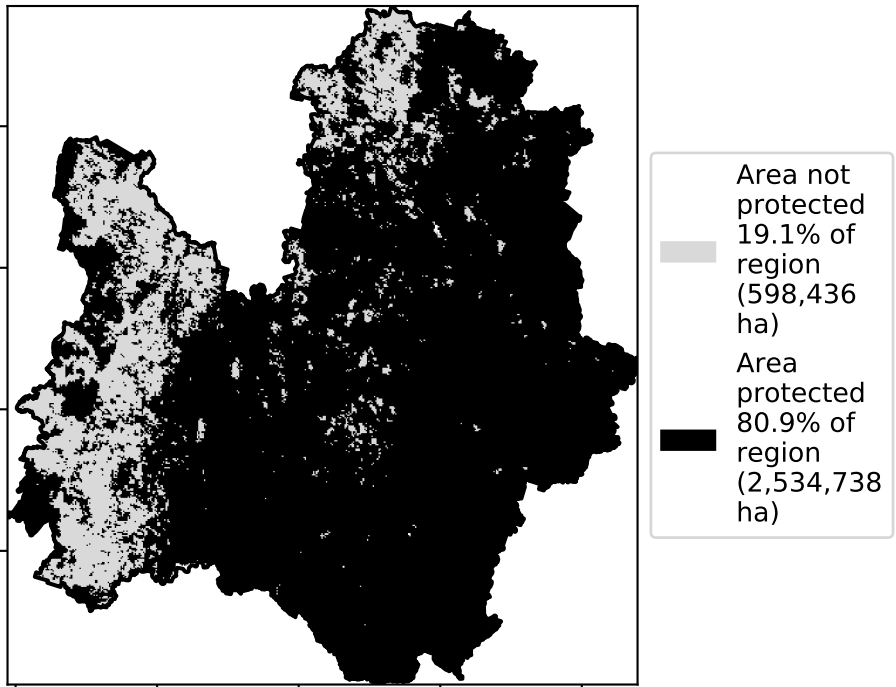 Area not
protected
19.1% of
region
(598,436
ha)
Area
protected
80.9% of
region
(2,534,738
ha)